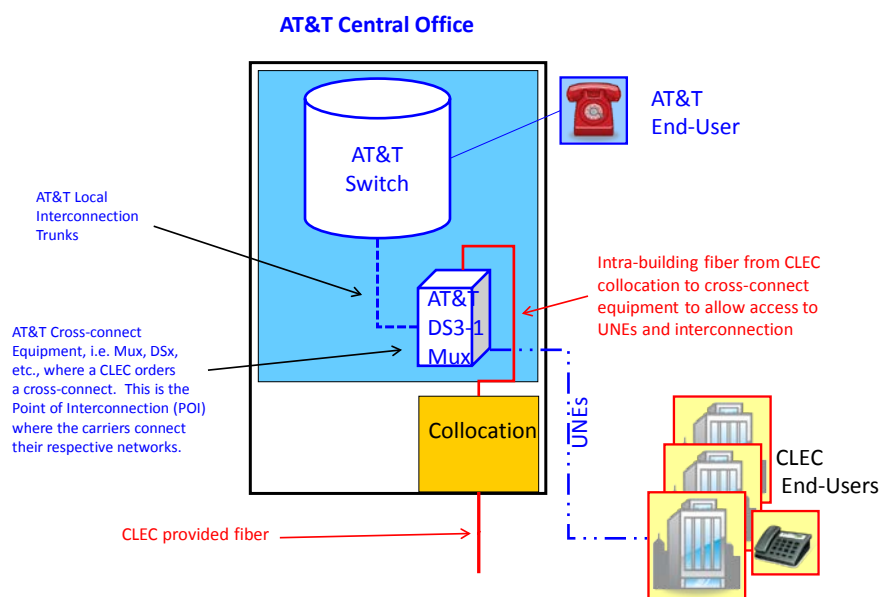 AT&T Central Office
AT&T
End-User
AT&T
Switch
AT&T Local
Interconnection
Trunks
Intra-building fiber from CLEC
collocation to cross-connect
equipment to allow access to
UNEs and interconnection
AT&T
DS3-1
Mux
AT&T Cross-connect
Equipment, i.e. Mux, DSx,
etc., where a CLEC orders
a cross-connect.  This is the
Point of Interconnection (POI)
where the carriers connect
their respective networks.
Collocation
UNEs
CLEC
End-Users
CLEC provided fiber